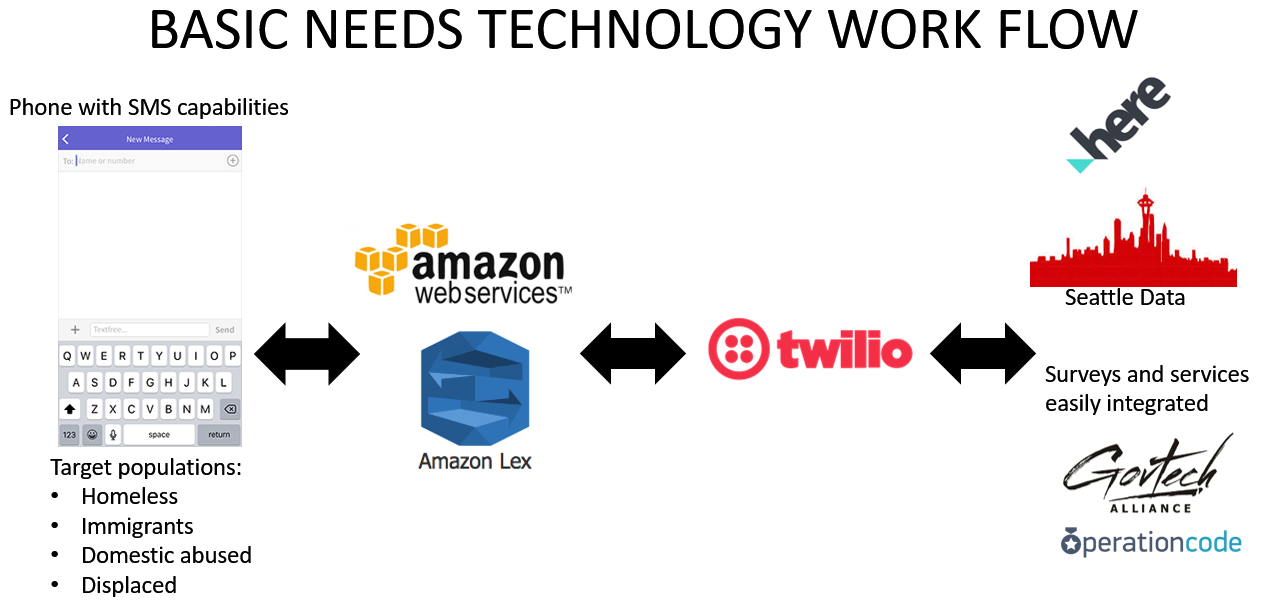 BASIC NEEDS TECHNOLOGY WORK FLOW
Phone with SMS capabilities
New Message
To: Name or number
Textfree...
Send
Q W E R T Y U I O P
A S D F G H J K L
Z X C V B N M
123
space
return
Target populations:
• Homeless
• Immigrants
• Domestic abused
• Displaced
amazon
webservices™
Amazon Lex
twilio
here
Seattle Data
Surveys and services
easily integrated
GovTech
ALLIANCE
operationcode